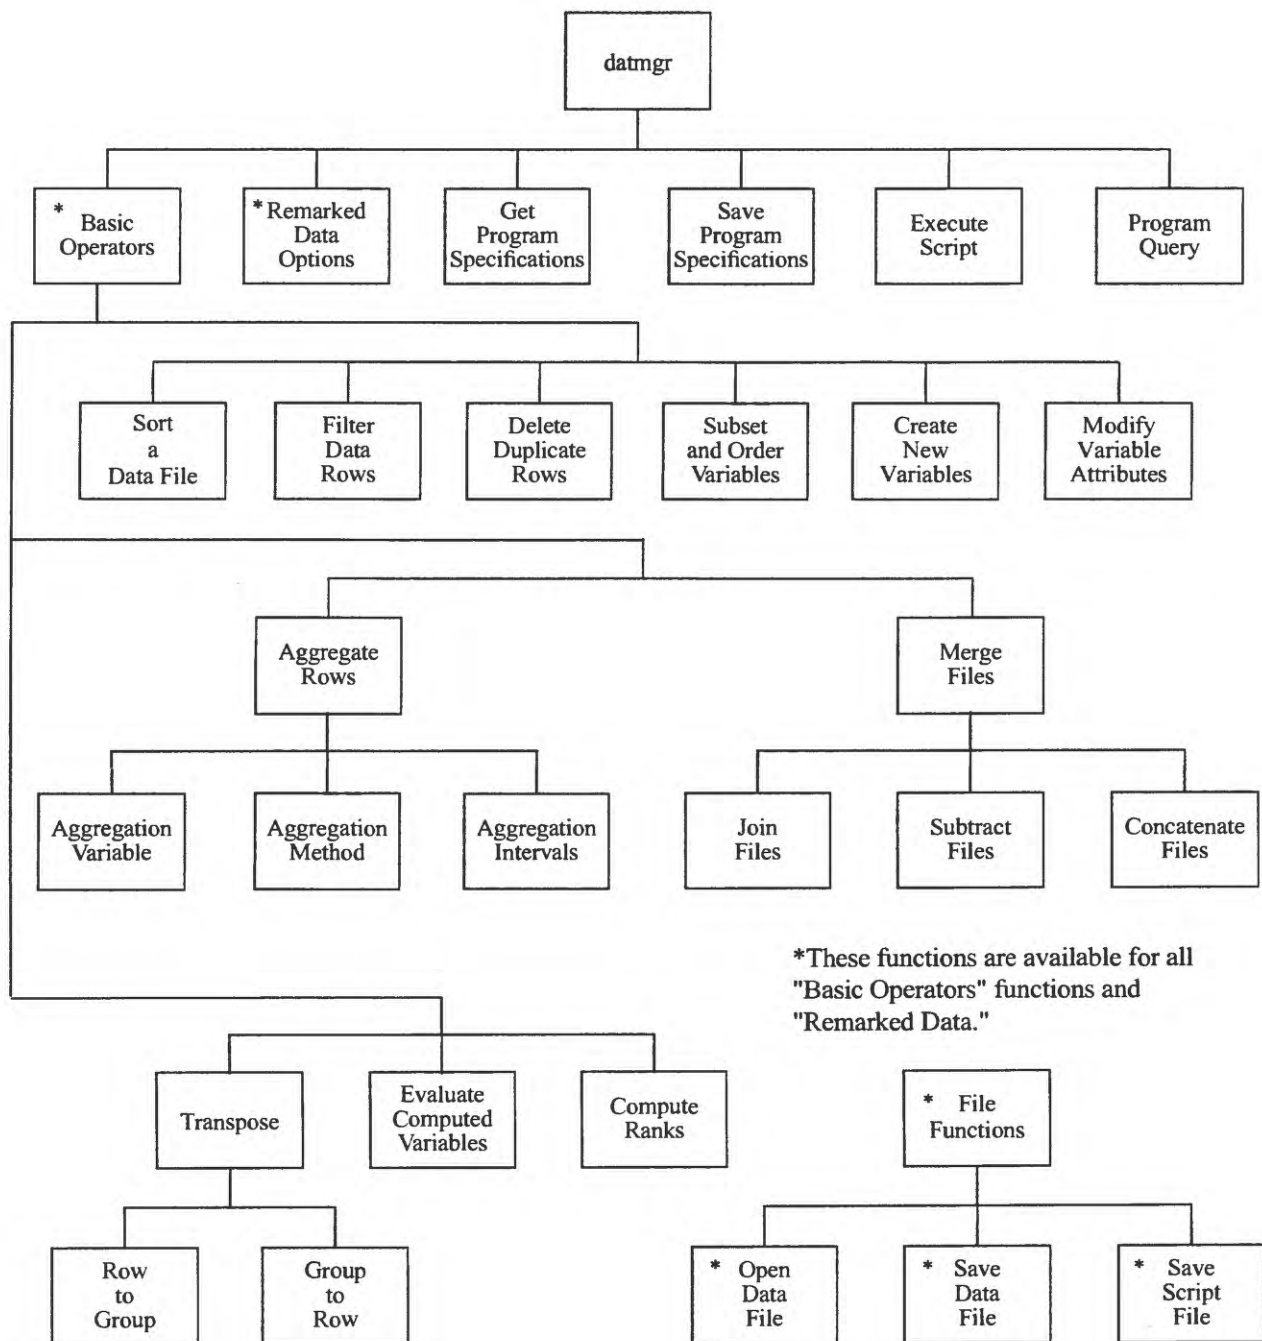 datmgr
* Basic
Operators
* Remarked
Data
Options
Get
Program
Specifications
Save
Program
Specifications
Execute
Script
Program
Query
Sort
a
Data File
Filter
Data
Rows
Delete
Duplicate
Rows
Subset
and Order
Variables
Create
New
Variables
Modify
Variable
Attributes
Aggregate
Rows
Merge
Files
Aggregation
Variable
Aggregation
Method
Aggregation
Intervals
Join
Files
Subtract
Files
Concatenate
Files
*These functions are available for all
"Basic Operators" functions and
"Remarked Data."
Transpose
Evaluate
Computed
Variables
Compute
Ranks
* File
Functions
Row
to
Group
Group
to
Row
* Open
Data
File
* Save
Data
File
* Save
Script
File